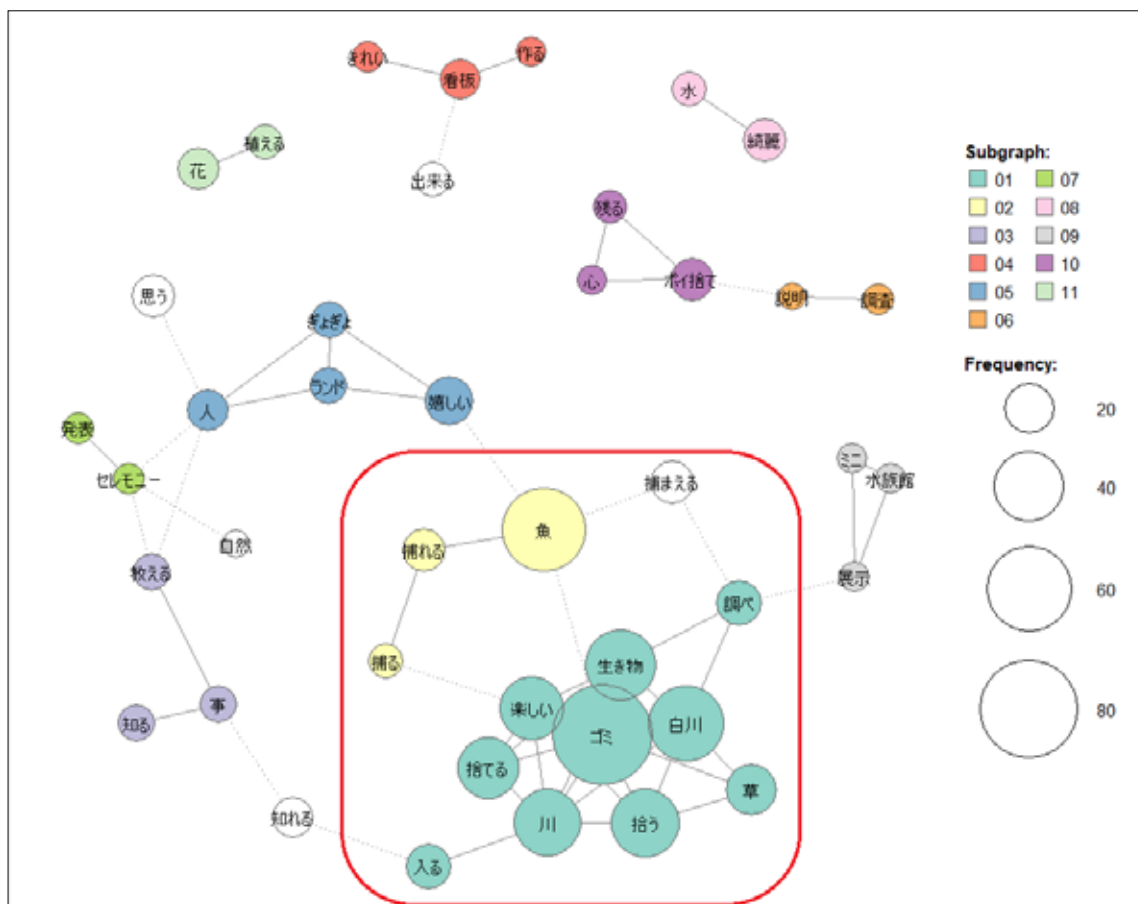 きれい
作る
看板
水
綺麗
植える
花
出来る
残る
心
ポイ捨て
説明
調査
思う
ぎょぎょ
ランド
人
嬉しい
発表
セレモニー
自然
教える
ミニ
水族館
展示
捕まえる
魚
捕れる
捕る
調べ
生き物
楽しい
ゴミ
白川
捨てる
草
川
拾う
入る
事
知る
知れる
Subgraph:
01 07
02 08
03 09
04 10
05 11
06
Frequency:
20
40
60
80